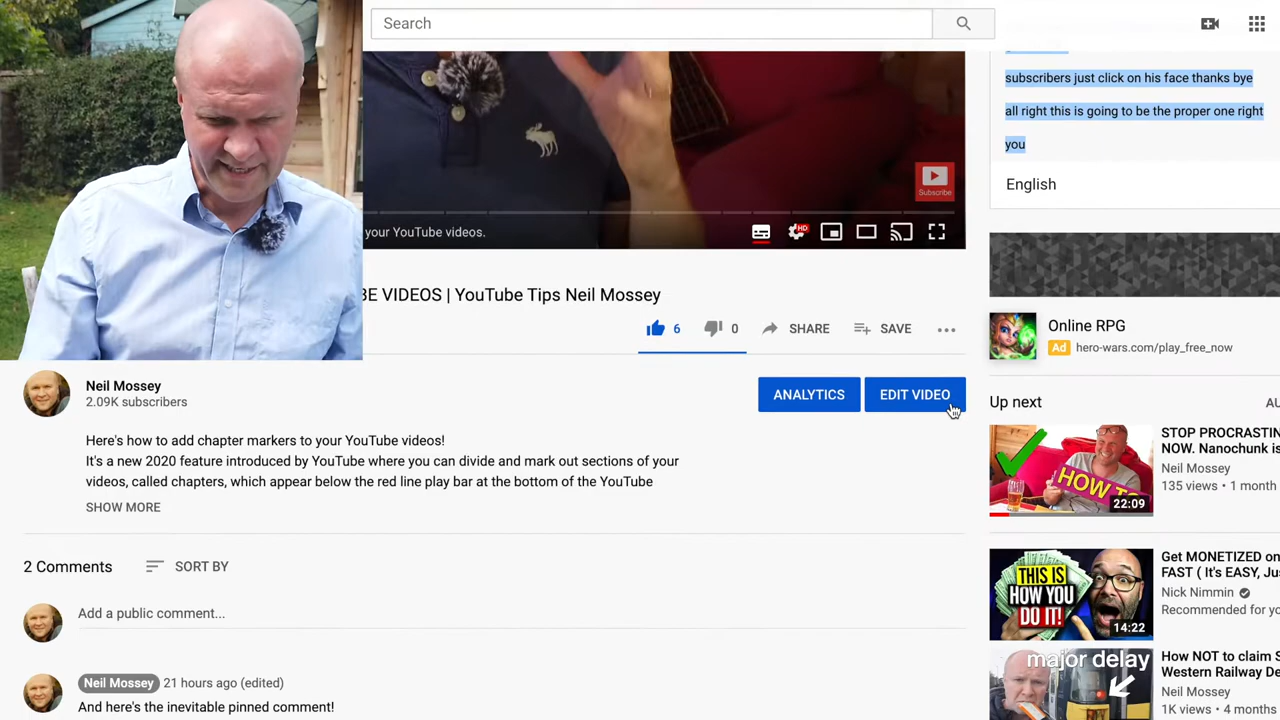 Search
subscribers just click on his face thanks bye
all right this is going to be the proper one right
you
English
Subscribe
your YouTube videos.
HD
BE VIDEOS | YouTube Tips Neil Mossey
6
0
SHARE
SAVE
Neil Mossey
2.09K subscribers
ANALYTICS
EDIT VIDEO
Here's how to add chapter markers to your YouTube videos!
It's a new 2020 feature introduced by YouTube where you can divide and mark out sections of your
videos, called chapters, which appear below the red line play bar at the bottom of the YouTube
SHOW MORE
2 Comments
SORT BY
Add a public comment...
Neil Mossey 21 hours ago (edited)
And here's the inevitable pinned comment!
Online RPG
Ad hero-wars.com/play_free_now
Up next
AU
HOW TO
22:09
STOP PROCRASTIN
NOW. Nanochunk is
Neil Mossey
135 views • 1 month
THIS IS
HOW YOU
DO IT!
14:22
Get MONETIZED on
FAST ( It's EASY, Jus
Nick Nimmin
Recommended for yo
major delay
How NOT to claim S
Western Railway De
Neil Mossey
1K views • 4 months